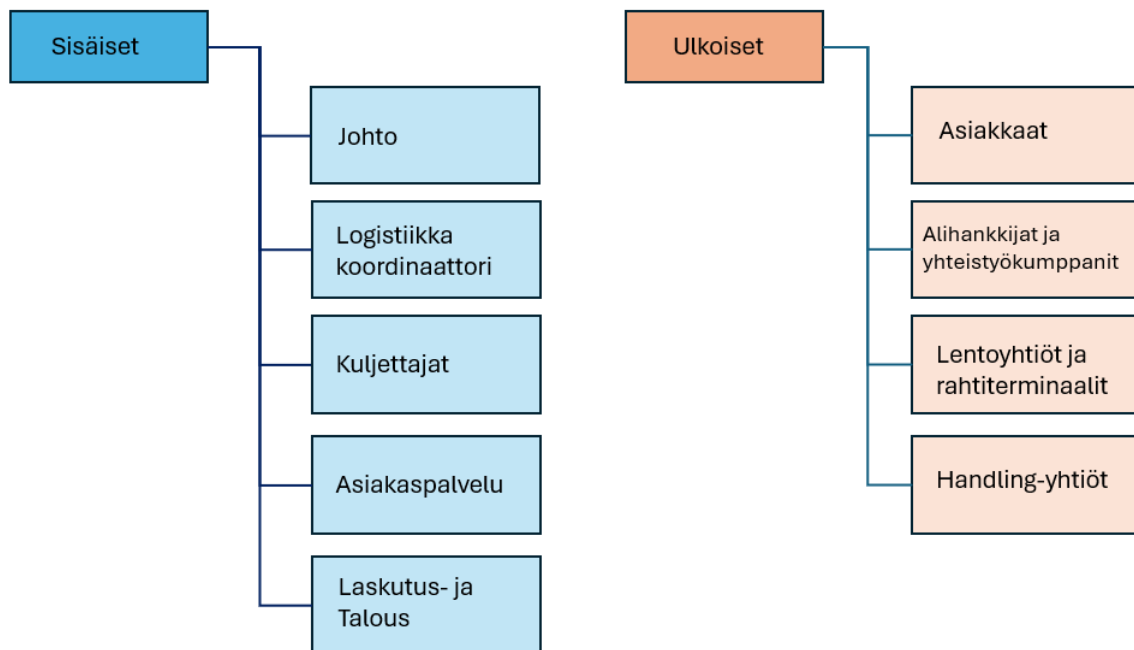 Sisäiset
Johto
Logistiikka
koordinaattori
Kuljettajat
Asiakaspalvelu
Laskutus- ja
Talous
Ulkoiset
Asiakkaat
Alihankkijat ja
yhteistyökumppanit
Lentoyhtiöt ja
rahtiterminaalit
Handling-yhtiöt